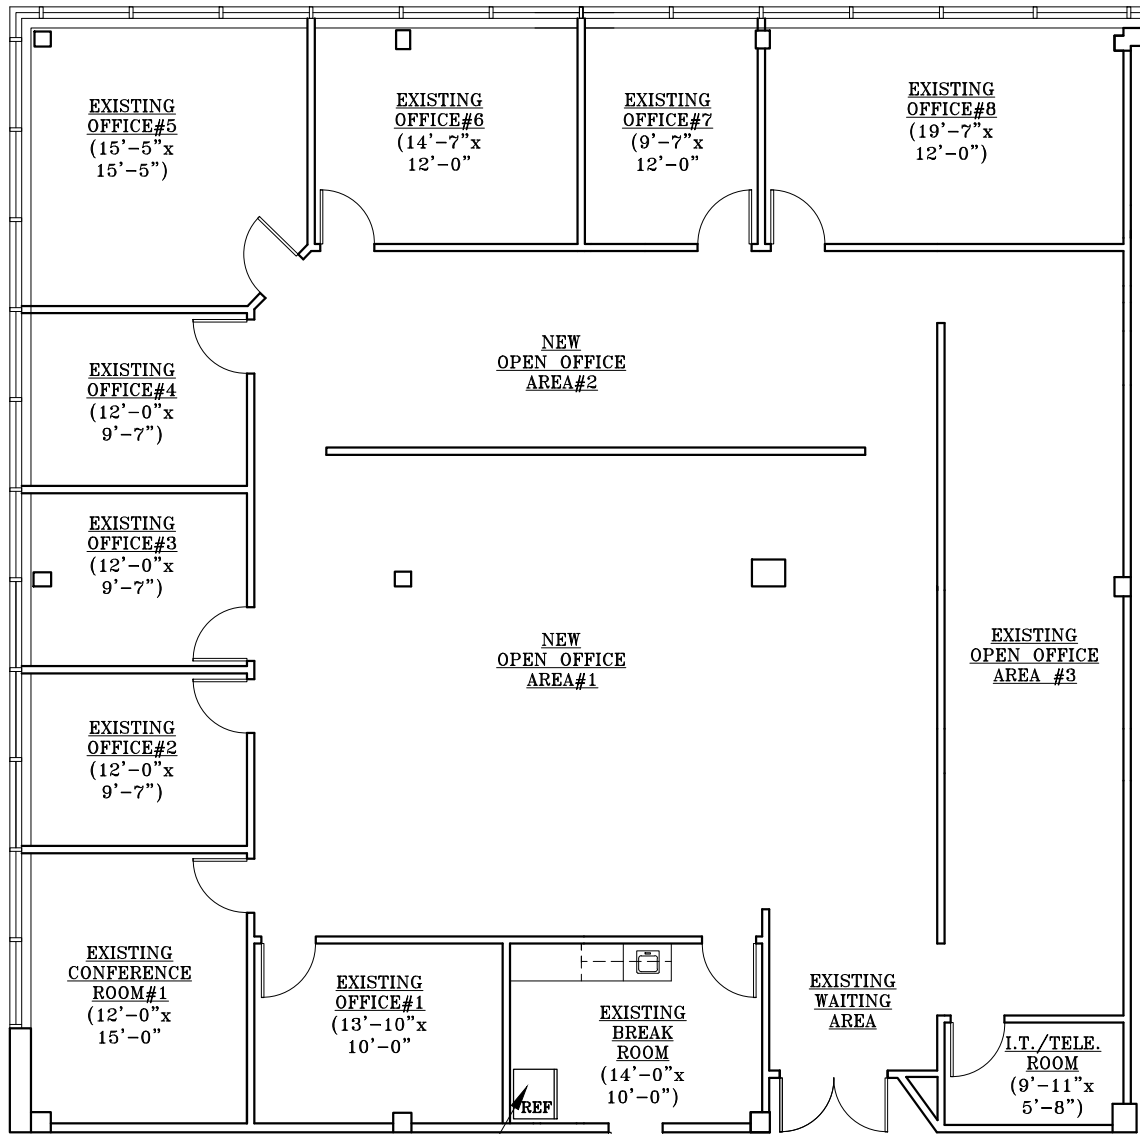 EXISTING
OFFICE#5
(15'-5"x
15'-5")
EXISTING
OFFICE#6
(14'-7"x
12'-0"
EXISTING
OFFICE#7
(9'-7"x
12'-0"
EXISTING
OFFICE#8
(19'-7"x
12'-0")
EXISTING
OFFICE#4
(12'-0"x
9'-7")
NEW
OPEN OFFICE
AREA#2
EXISTING
OFFICE#3
(12'-0"x
9'-7")
NEW
OPEN OFFICE
AREA#1
EXISTING
OPEN OFFICE
AREA #3
EXISTING
OFFICE#2
(12'-0"x
9'-7")
EXISTING
CONFERENCE
ROOM#1
(12'-0"x
15'-0"
EXISTING
OFFICE#1
(13'-10"x
10'-0"
EXISTING
BREAK
ROOM
(14'-0"x
10'-0")
REF
EXISTING
WAITING
AREA
I.T./TELE.
ROOM
(9'-11"x
5'-8")